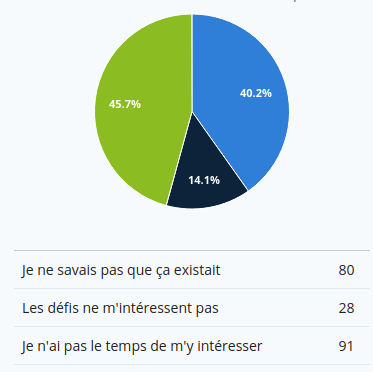 40.2%
45.7%
14.1%
Je ne savais pas que ça existait 80
Les défis ne m'intéressent pas 28
Je n'ai pas le temps de m'y intéresser 91